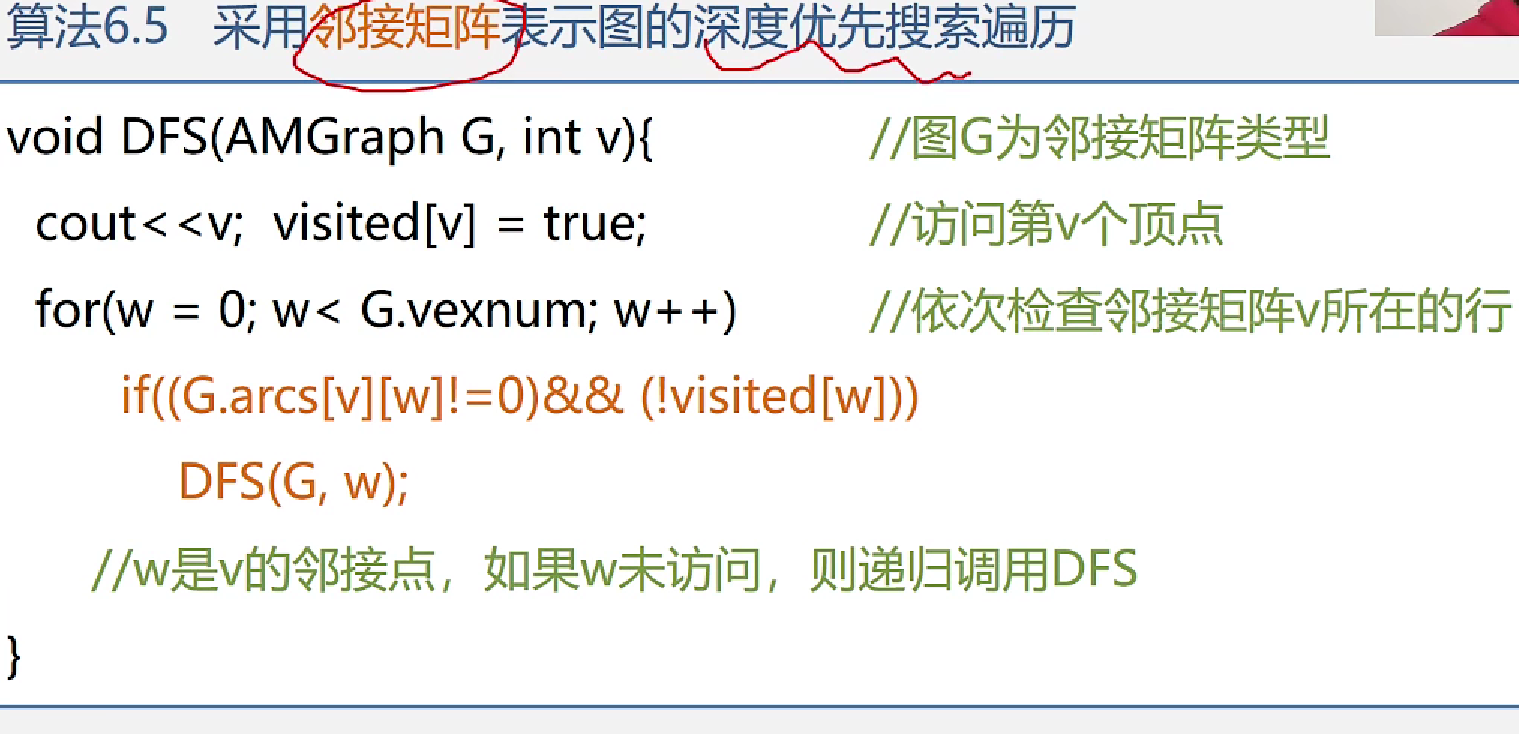 算法6.5 采用邻接矩阵表示图的深度优先搜索遍历
void DFS(AMGraph G, int v){ //图G为邻接矩阵类型
cout<<v; visited[v] = true; //访问第v个顶点
for(w = 0; w< G.vexnum; w++) //依次检查邻接矩阵v所在的行
if((G.arcs[v][w]!=0)&& (!visited[w]))
DFS(G, w);
//w是v的邻接点，如果w未访问，则递归调用DFS
}